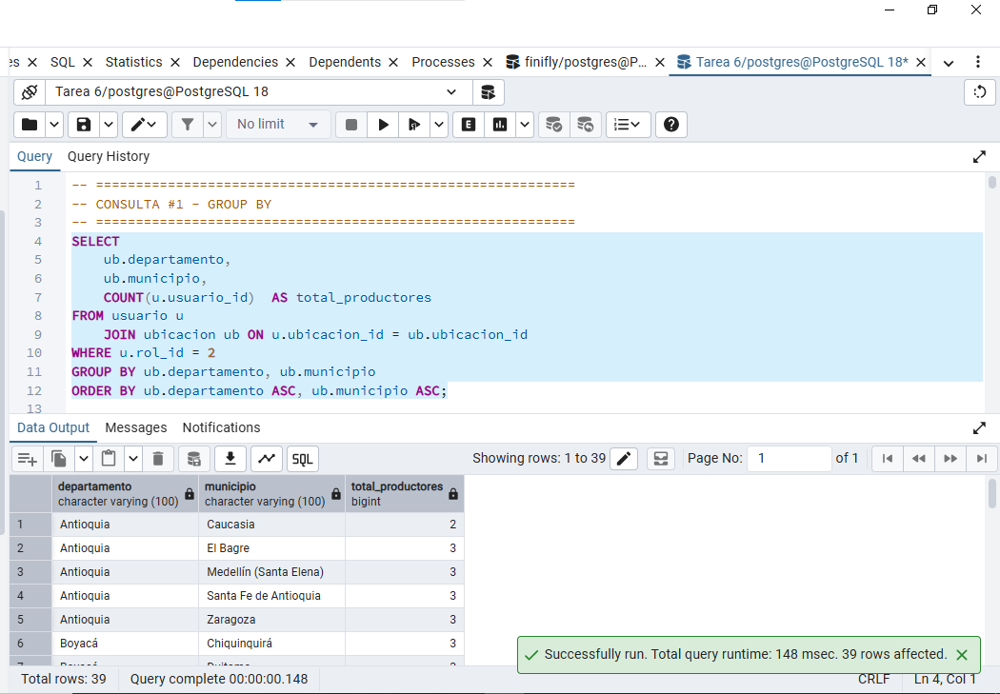 es
SQL
Statistics
Dependencies
Dependents
Processes
finifly/postgres@P...
Tarea 6/postgres@PostgreSQL 18*
Tarea 6/postgres@PostgreSQL 18
No limit
E
Query
Query History
1 -- ============================================================
2 -- CONSULTA #1 - GROUP BY
3 -- ============================================================
4 SELECT
5 ub.departamento,
6 ub.municipio,
7 COUNT(u.usuario_id) AS total_productores
8 FROM usuario u
9 JOIN ubicacion ub ON u.ubicacion_id = ub.ubicacion_id
10 WHERE u.rol_id = 2
11 GROUP BY ub.departamento, ub.municipio
12 ORDER BY ub.departamento ASC, ub.municipio ASC;
13
Data Output
Messages
Notifications
SQL
Showing rows: 1 to 39
Page No: 1 of 1
departamento character varying (100)
municipio character varying (100)
total_productores bigint
1 Antioquia Caucasia 2
2 Antioquia El Bagre 3
3 Antioquia Medellín (Santa Elena) 3
4 Antioquia Santa Fe de Antioquia 3
5 Antioquia Zaragoza 3
6 Boyacá Chiquinquirá 3
Successfully run. Total query runtime: 148 msec. 39 rows affected.
Total rows: 39
Query complete 00:00:00.148
CRLF
Ln 4, Col 1